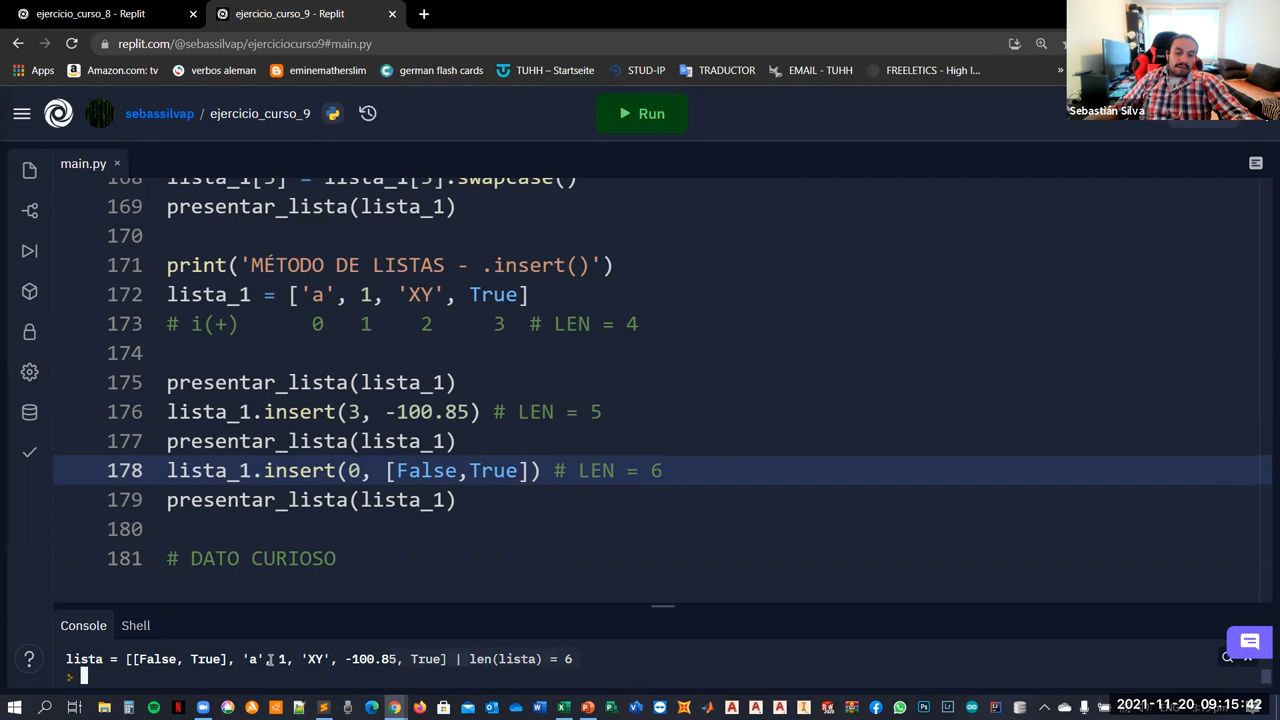 ejercicio_curso_8 - Replit
ejercicio_curso_9 - Replit
replit.com/@sebassilvap/ejerciciocurso9#main.py
Apps
Amazon.com: tv
verbos aleman
eminematherslim
german flashcards
TUHH – Startseite
STUD-IP
TRADUCTOR
EMAIL - TUHH
FREELETICS - High I...
Sebastián Silva
sebassilvap / ejercicio_curso_9
Run
main.py
168 lista_1[3] = lista_1[3].swapcase()
169 presentar_lista(lista_1)
170
171 print('MÉTODO DE LISTAS - .insert()')
172 lista_1 = ['a', 1, 'XY', True]
173 # i(+) 0 1 2 3 # LEN = 4
174
175 presentar_lista(lista_1)
176 lista_1.insert(3, -100.85) # LEN = 5
177 presentar_lista(lista_1)
178 lista_1.insert(0, [False,True]) # LEN = 6
179 presentar_lista(lista_1)
180
181 # DATO CURIOSO
Console
Shell
lista = [[False, True], 'a', 1, 'XY', -100.85, True] | len(lista) = 6
2021-11-20 09:15:42